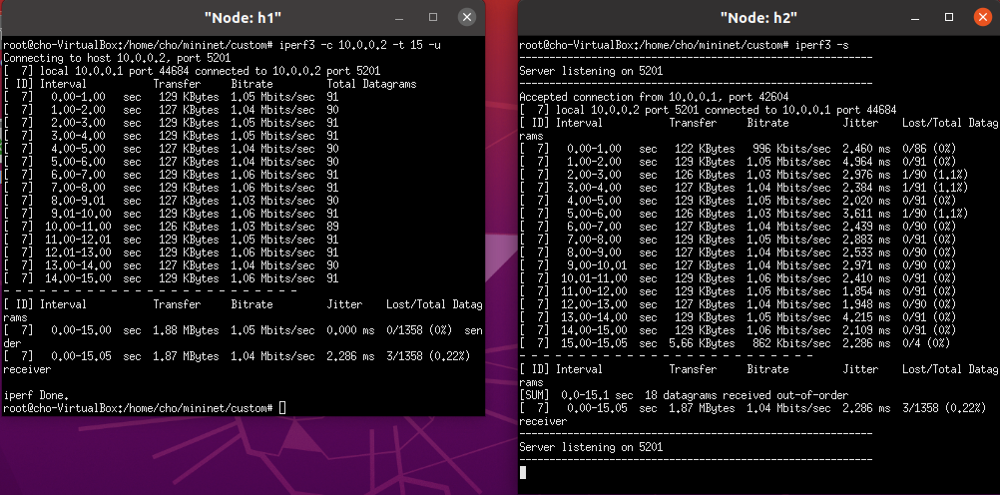 "Node: h1"
root@cho-VirtualBox:/home/cho/mininet/custom# iperf3 -c 10.0.0.2 -t 15 -u
Connecting to host 10.0.0.2, port 5201
[  7] local 10.0.0.1 port 44684 connected to 10.0.0.2 port 5201
[ ID] Interval           Transfer     Bitrate         Total Datagrams
[  7]   0.00-1.00   sec   129 KBytes  1.05 Mbits/sec  91
[  7]   1.00-2.00   sec   127 KBytes  1.04 Mbits/sec  90
[  7]   2.00-3.00   sec   129 KBytes  1.05 Mbits/sec  91
[  7]   3.00-4.00   sec   129 KBytes  1.05 Mbits/sec  91
[  7]   4.00-5.00   sec   127 KBytes  1.04 Mbits/sec  90
[  7]   5.00-6.00   sec   127 KBytes  1.04 Mbits/sec  90
[  7]   6.00-7.00   sec   129 KBytes  1.06 Mbits/sec  91
[  7]   7.00-8.00   sec   129 KBytes  1.06 Mbits/sec  91
[  7]   8.00-9.01   sec   127 KBytes  1.03 Mbits/sec  90
[  7]   9.01-10.00  sec   129 KBytes  1.06 Mbits/sec  91
[  7]  10.00-11.00  sec   126 KBytes  1.03 Mbits/sec  89
[  7]  11.00-12.01  sec   129 KBytes  1.05 Mbits/sec  91
[  7]  12.01-13.00  sec   129 KBytes  1.06 Mbits/sec  91
[  7]  13.00-14.00  sec   127 KBytes  1.04 Mbits/sec  90
[  7]  14.00-15.00  sec   129 KBytes  1.06 Mbits/sec  91
- - - - - - - - - - - - - - - - - - - - - - - - -
[ ID] Interval           Transfer     Bitrate         Jitter    Lost/Total Datag
rams
[  7]   0.00-15.00  sec  1.88 MBytes  1.05 Mbits/sec  0.000 ms  0/1358 (0%)  sen
der
[  7]   0.00-15.05  sec  1.87 MBytes  1.04 Mbits/sec  2.286 ms  3/1358 (0.22%)
receiver
iperf Done.
root@cho-VirtualBox:/home/cho/mininet/custom#
"Node: h2"
root@cho-VirtualBox:/home/cho/mininet/custom# iperf3 -s
-----------------------------------------------------------
Server listening on 5201
-----------------------------------------------------------
Accepted connection from 10.0.0.1, port 42604
[  7] local 10.0.0.2 port 5201 connected to 10.0.0.1 port 44684
[ ID] Interval           Transfer     Bitrate         Jitter    Lost/Total Datag
rams
[  7]   0.00-1.00   sec   122 KBytes   996 Kbits/sec  2.460 ms  0/86 (0%)
[  7]   1.00-2.00   sec   129 KBytes  1.05 Mbits/sec  4.964 ms  0/91 (0%)
[  7]   2.00-3.00   sec   126 KBytes  1.03 Mbits/sec  2.976 ms  1/90 (1.1%)
[  7]   3.00-4.00   sec   127 KBytes  1.04 Mbits/sec  2.384 ms  1/91 (1.1%)
[  7]   4.00-5.00   sec   129 KBytes  1.05 Mbits/sec  2.020 ms  0/91 (0%)
[  7]   5.00-6.00   sec   126 KBytes  1.03 Mbits/sec  3.611 ms  1/90 (1.1%)
[  7]   6.00-7.00   sec   127 KBytes  1.04 Mbits/sec  2.439 ms  0/90 (0%)
[  7]   7.00-8.00   sec   129 KBytes  1.05 Mbits/sec  2.883 ms  0/91 (0%)
[  7]   8.00-9.00   sec   127 KBytes  1.04 Mbits/sec  2.533 ms  0/90 (0%)
[  7]   9.00-10.01  sec   127 KBytes  1.04 Mbits/sec  2.971 ms  0/90 (0%)
[  7]  10.01-11.00  sec   129 KBytes  1.06 Mbits/sec  2.410 ms  0/91 (0%)
[  7]  11.00-12.00  sec   129 KBytes  1.05 Mbits/sec  1.854 ms  0/91 (0%)
[  7]  12.00-13.00  sec   127 KBytes  1.04 Mbits/sec  1.948 ms  0/90 (0%)
[  7]  13.00-14.00  sec   129 KBytes  1.05 Mbits/sec  4.215 ms  0/91 (0%)
[  7]  14.00-15.00  sec   129 KBytes  1.06 Mbits/sec  2.109 ms  0/91 (0%)
[  7]  15.00-15.05  sec  5.66 KBytes   862 Kbits/sec  2.286 ms  0/4 (0%)
- - - - - - - - - - - - - - - - - - - - - - - - -
[ ID] Interval           Transfer     Bitrate         Jitter    Lost/Total Datag
rams
[SUM]  0.0-15.1 sec  18 datagrams received out-of-order
[  7]   0.00-15.05  sec  1.87 MBytes  1.04 Mbits/sec  2.286 ms  3/1358 (0.22%)
receiver
-----------------------------------------------------------
Server listening on 5201
-----------------------------------------------------------